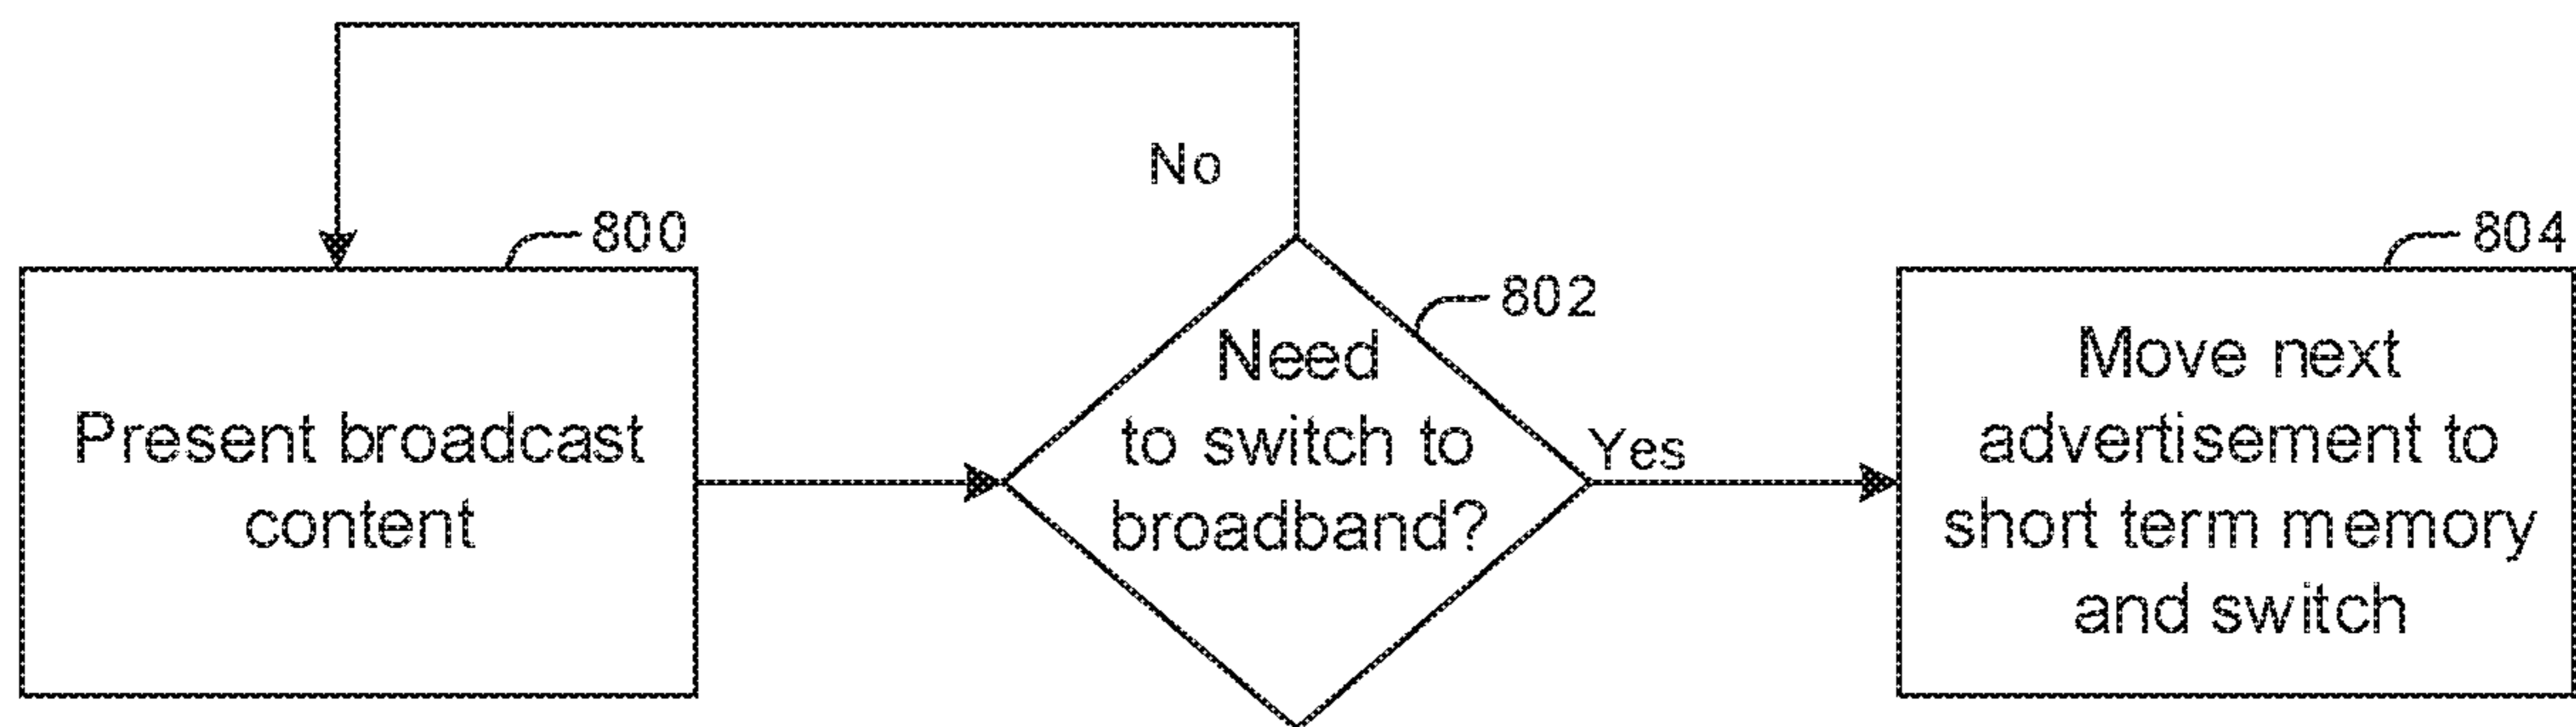 No
800
Present broadcast
content
802
Need
to switch to
broadband?
Yes
804
Move next
advertisement to
short term memory
and switch